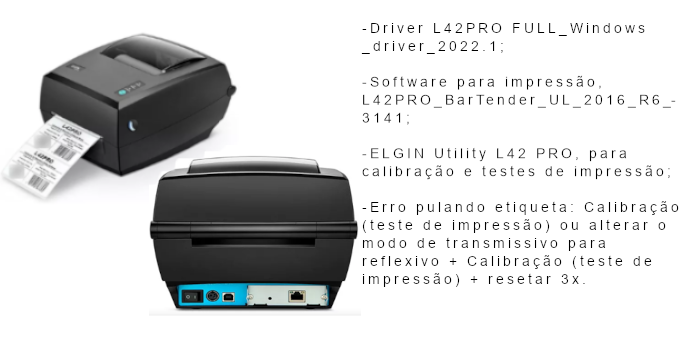 -Driver L42PRO FULL_Windows
_driver_2022.1;
-Software para impressão,
L42PRO_BarTender_UL_2016_R6_-
3141;
-ELGIN Utility L42 PRO, para
calibração e testes de impressão;
-Erro pulando etiqueta: Calibração
(teste de impressão) ou alterar o
modo de transmissivo para
reflexivo + Calibração (teste de
impressão) + resetar 3x.
L42PRO
L42PRO